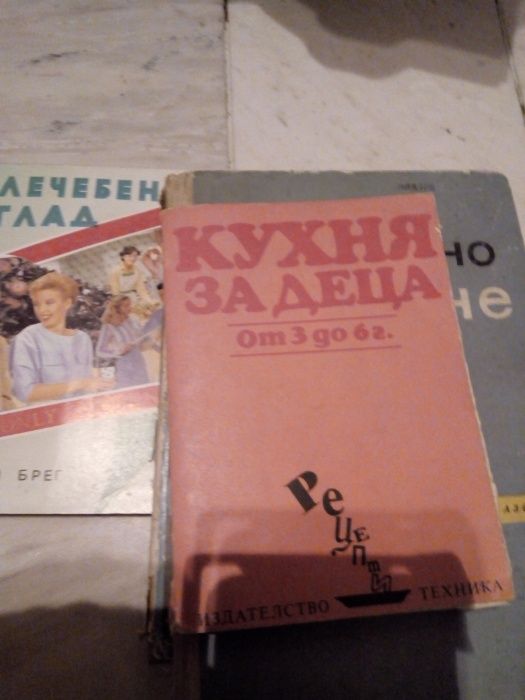 ЛЕЧЕБЕН
ГЛАД
БРЕГ
КУХНЯ
ЗА ДЕЦА
От 3 до 6 г.
Рецепти
ИЗДАТЕЛСТВО ТЕХНИКА
НО
НЕ